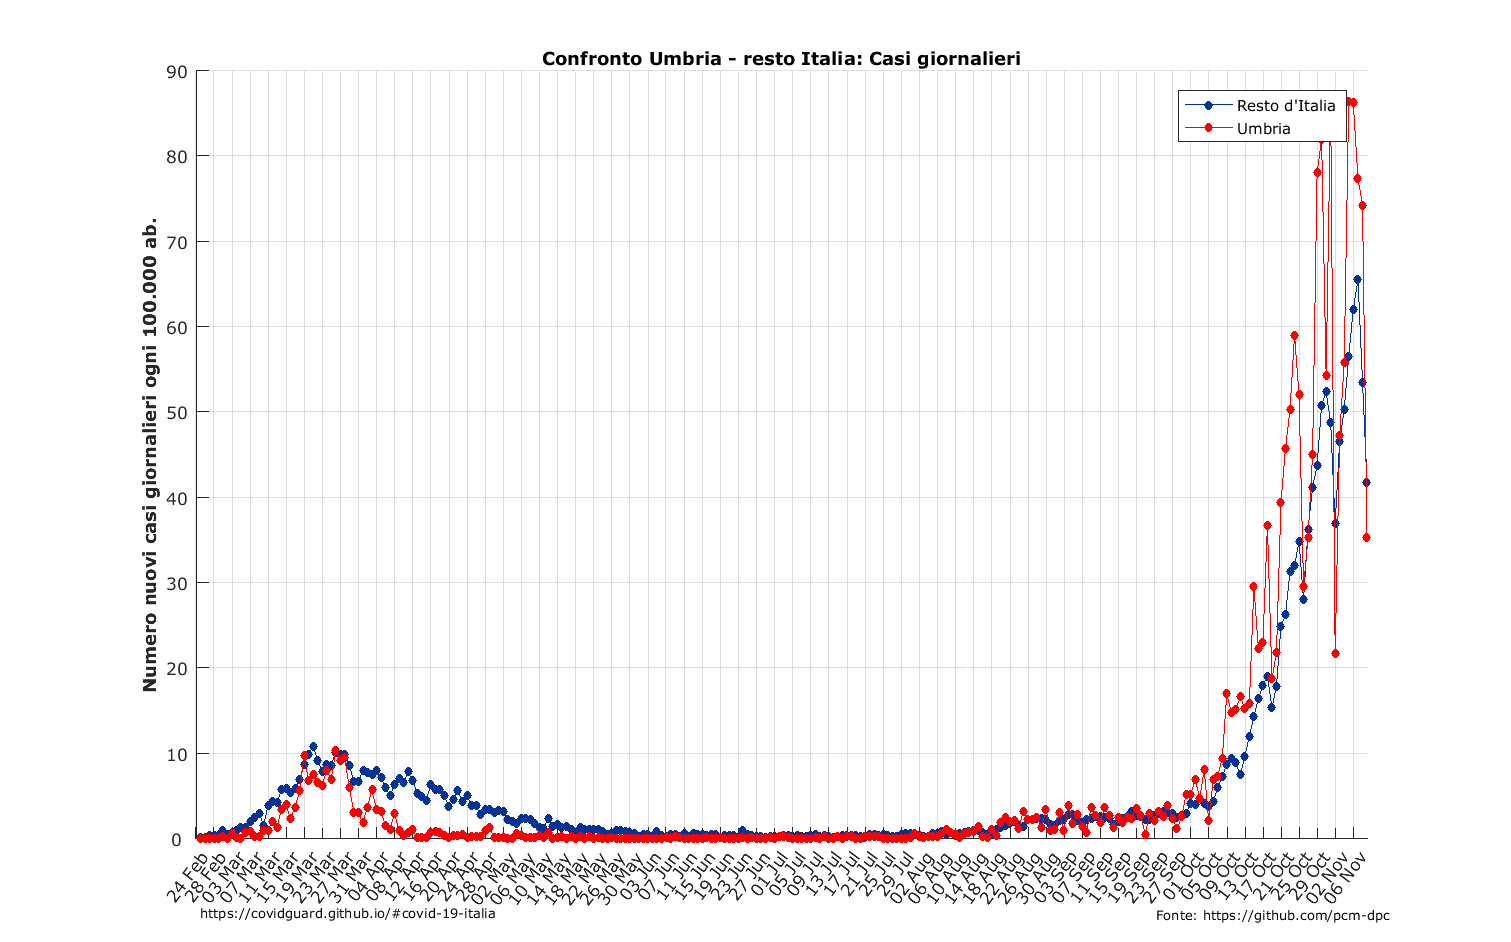 Confronto Umbria - resto Italia: Casi giornalieri
Numero nuovi casi giornalieri ogni 100.000 ab.
90
80
70
60
50
40
30
20
10
0
Resto d'Italia
Umbria
24 Feb
28 Feb
03 Mar
07 Mar
11 Mar
15 Mar
19 Mar
23 Mar
27 Mar
31 Mar
04 Apr
08 Apr
12 Apr
16 Apr
20 Apr
24 Apr
28 Apr
02 May
06 May
10 May
14 May
18 May
22 May
26 May
30 May
03 Jun
07 Jun
11 Jun
15 Jun
19 Jun
23 Jun
27 Jun
01 Jul
05 Jul
09 Jul
13 Jul
17 Jul
21 Jul
25 Jul
29 Jul
02 Aug
06 Aug
10 Aug
14 Aug
18 Aug
22 Aug
26 Aug
30 Aug
03 Sep
07 Sep
11 Sep
15 Sep
19 Sep
23 Sep
27 Sep
01 Oct
05 Oct
09 Oct
13 Oct
17 Oct
21 Oct
25 Oct
29 Oct
02 Nov
06 Nov
https://covidguard.github.io/#covid-19-italia
Fonte: https://github.com/pcm-dpc